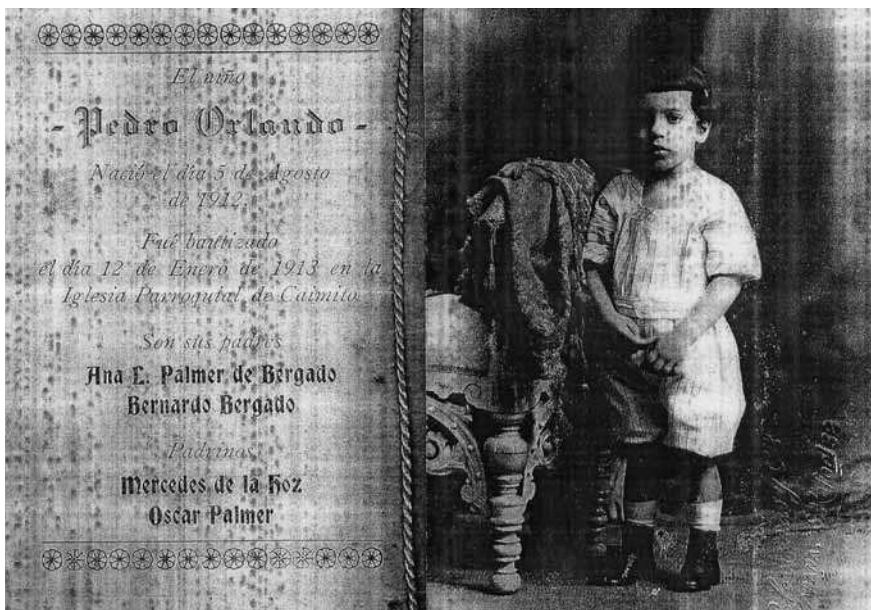 El niño
- Pedro Orlando -
Nació el día 5 de Agosto
de 1912.
Fué bautizado
el día 12 de Enero de 1913 en la
Iglesia Parroquial de Caimito
Son sus padres
Ana E. Palmer de Bergado
Bernardo Bergado
Padrinos
Mercedes de la Hoz
Oscar Palmer